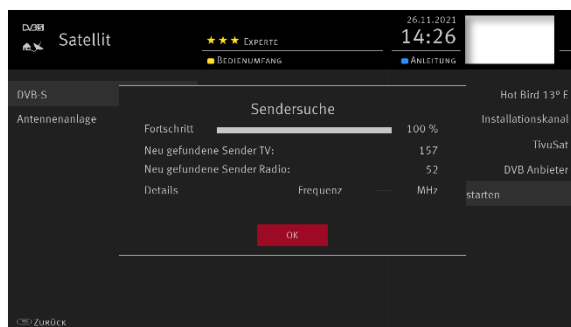 DVB
Satellit
EXPERTE
BEDIENUMFANG
26.11.2021
14:26
ANLEITUNG
DVB-S
Antennenanlage
Sendersuche
Fortschritt 100 %
Neu gefundene Sender TV: 157
Neu gefundene Sender Radio: 52
Details Frequenz ----- MHz
OK
Hot Bird 13° E
Installationskanal
TivuSat
DVB Anbieter
starten
ZURÜCK